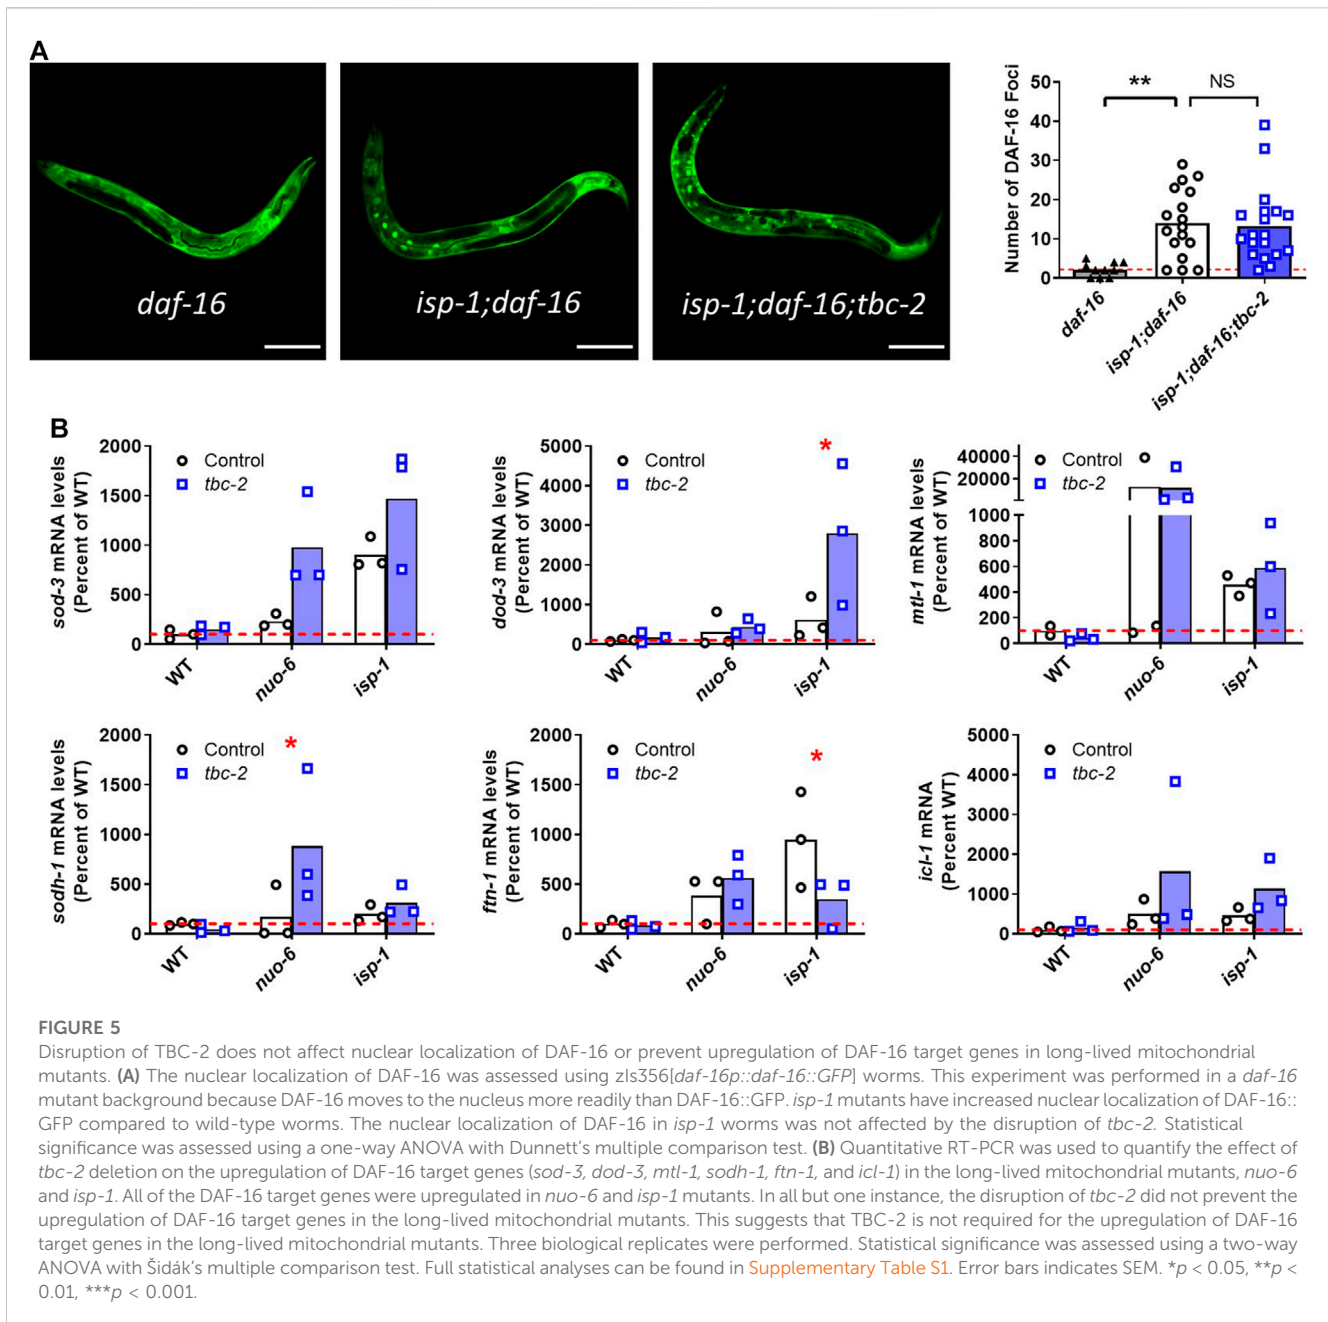 A
daf-16
isp-1;daf-16
isp-1;daf-16;tbc-2
Number of DAF-16 Foci
50
40
30
20
10
0
**
NS
daf-16
isp-1;daf-16
isp-1;daf-16;tbc-2
B
sod-3 mRNA levels
(Percent of WT)
2000
1500
1000
500
0
Control
tbc-2
WT
nuo-6
isp-1
dod-3 mRNA levels
(Percent of WT)
5000
4000
3000
2000
1000
0
Control
tbc-2
*
WT
nuo-6
isp-1
mtl-1 mRNA levels
(Percent of WT)
40000
20000
1000
800
600
400
200
0
Control
tbc-2
WT
nuo-6
isp-1
sodh-1 mRNA levels
(Percent of WT)
2000
1500
1000
500
0
Control
tbc-2
*
WT
nuo-6
isp-1
ftn-1 mRNA levels
(Percent of WT)
2000
1500
1000
500
0
Control
tbc-2
*
WT
nuo-6
isp-1
icl-1 mRNA
(Percent WT)
5000
4000
3000
2000
1000
0
Control
tbc-2
WT
nuo-6
isp-1
FIGURE 5
Disruption of TBC-2 does not affect nuclear localization of DAF-16 or prevent upregulation of DAF-16 target genes in long-lived mitochondrial
mutants. (A) The nuclear localization of DAF-16 was assessed using zIs356[daf-16p::daf-16::GFP] worms. This experiment was performed in a daf-16
mutant background because DAF-16 moves to the nucleus more readily than DAF-16::GFP. isp-1 mutants have increased nuclear localization of DAF-16::
GFP compared to wild-type worms. The nuclear localization of DAF-16 in isp-1 worms was not affected by the disruption of tbc-2. Statistical
significance was assessed using a one-way ANOVA with Dunnett's multiple comparison test. (B) Quantitative RT-PCR was used to quantify the effect of
tbc-2 deletion on the upregulation of DAF-16 target genes (sod-3, dod-3, mtl-1, sodh-1, ftn-1, and icl-1) in the long-lived mitochondrial mutants, nuo-6
and isp-1. All of the DAF-16 target genes were upregulated in nuo-6 and isp-1 mutants. In all but one instance, the disruption of tbc-2 did not prevent the
upregulation of DAF-16 target genes in the long-lived mitochondrial mutants. This suggests that TBC-2 is not required for the upregulation of DAF-16
target genes in the long-lived mitochondrial mutants. Three biological replicates were performed. Statistical significance was assessed using a two-way
ANOVA with Šidák's multiple comparison test. Full statistical analyses can be found in Supplementary Table S1. Error bars indicates SEM. *p < 0.05, **p <
0.01, ***p < 0.001.